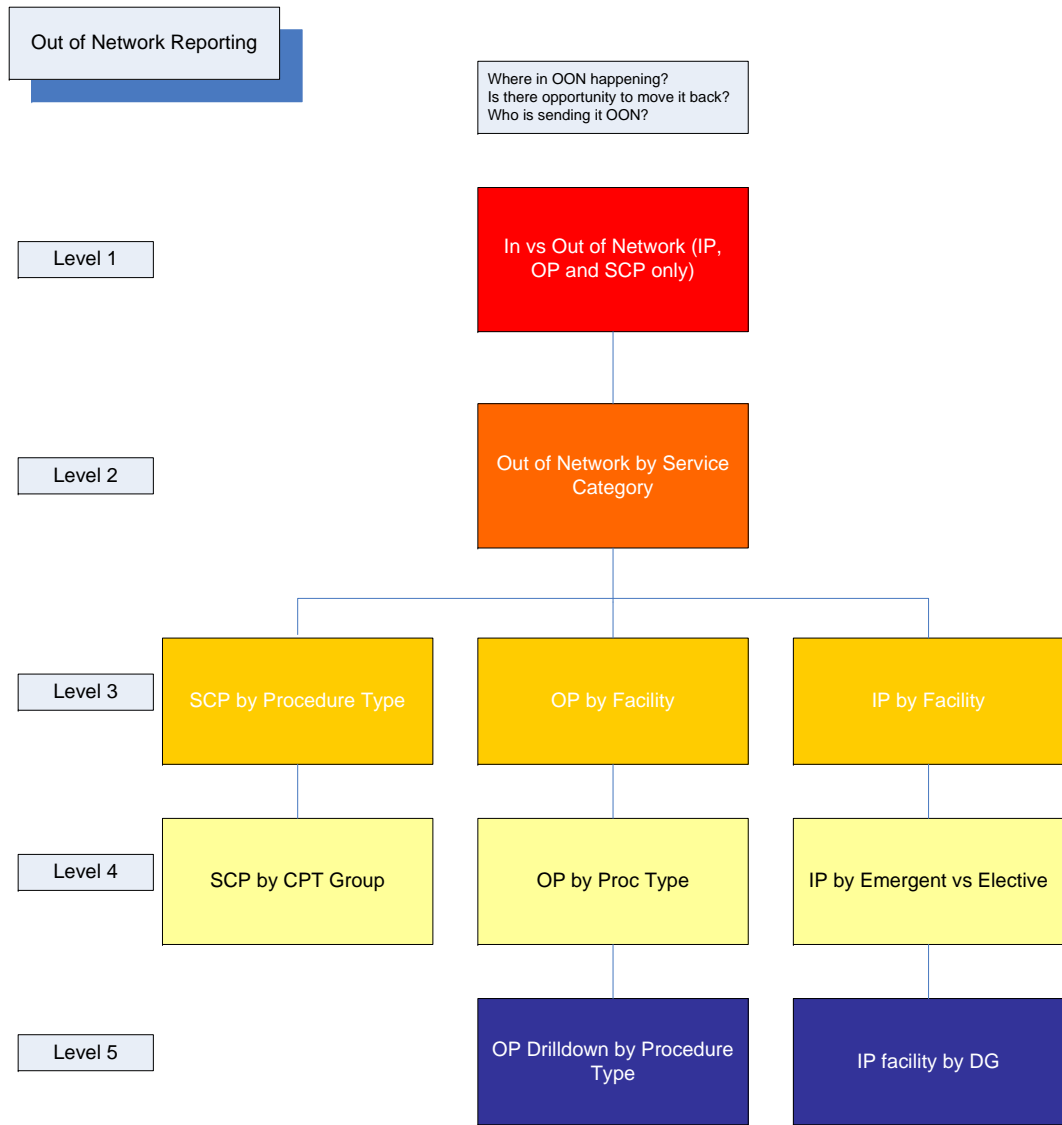 Out of Network Reporting
Where in OON happening?
Is there opportunity to move it back?
Who is sending it OON?
Level 1
In vs Out of Network (IP,
OP and SCP only)
Level 2
Out of Network by Service
Category
Level 3
SCP by Procedure Type
OP by Facility
IP by Facility
Level 4
SCP by CPT Group
OP by Proc Type
IP by Emergent vs Elective
Level 5
OP Drilldown by Procedure
Type
IP facility by DG